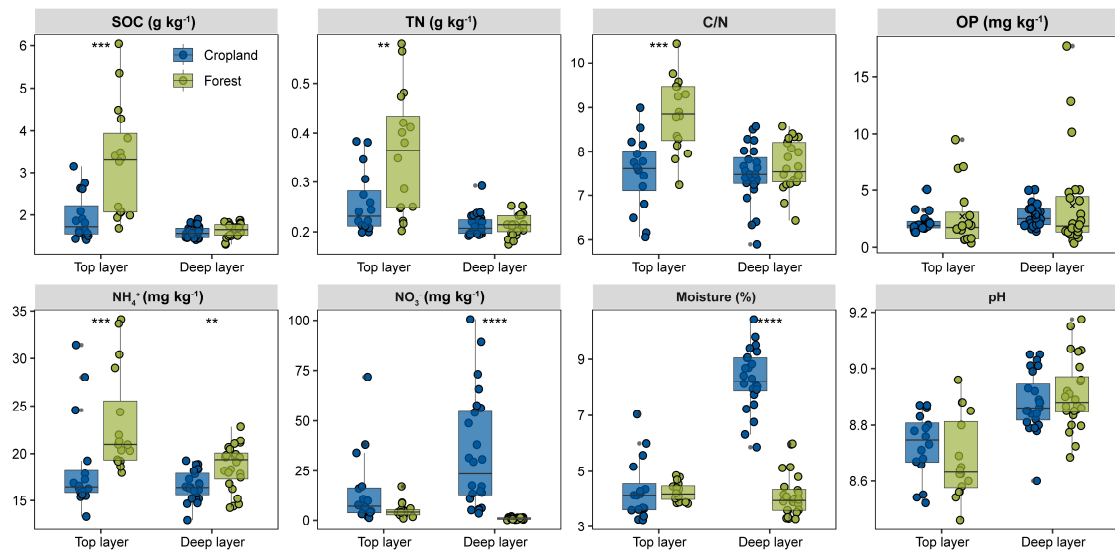 SOC (g kg⁻¹)
TN (g kg⁻¹)
C/N
OP (mg kg⁻¹)
***
**
***
Cropland
Forest
6
5
4
3
2
0.5
0.4
0.3
0.2
10
9
8
7
6
15
10
5
0
Top layer
Deep layer
Top layer
Deep layer
Top layer
Deep layer
Top layer
Deep layer
NH₄⁺ (mg kg⁻¹)
NO₃ (mg kg⁻¹)
Moisture (%)
pH
***
**
****
****
35
30
25
20
15
100
75
50
30
0
9
7
5
3
9.2
9.0
8.8
8.6
Top layer
Deep layer
Top layer
Deep layer
Top layer
Deep layer
Top layer
Deep layer